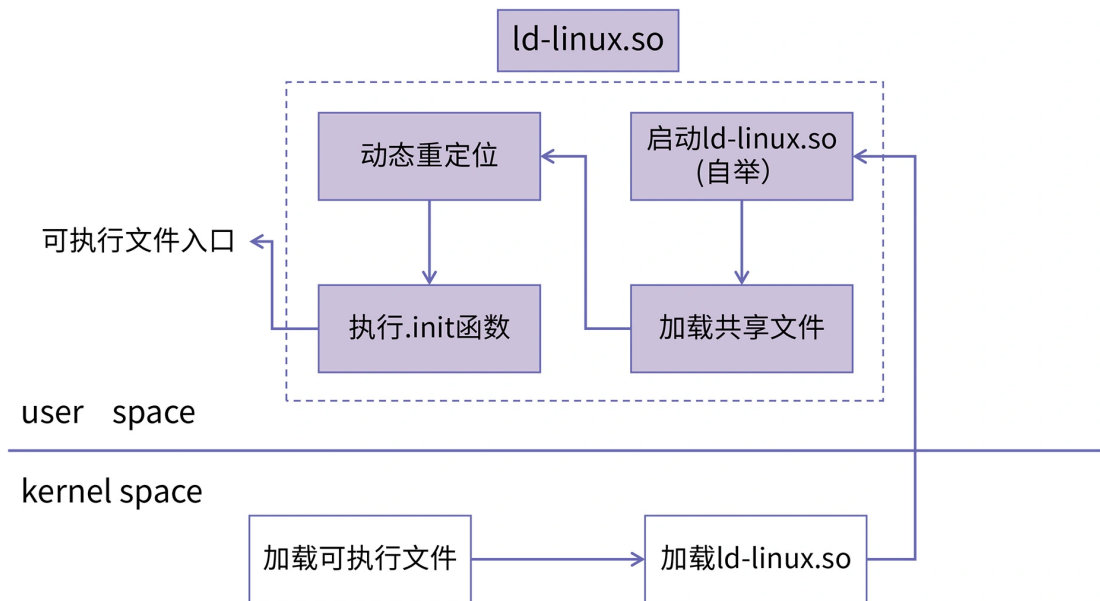 ld-linux.so
动态重定位
启动ld-linux.so
(自举）
可执行文件入口
执行.init函数
加载共享文件
user space
kernel space
加载可执行文件
加载ld-linux.so